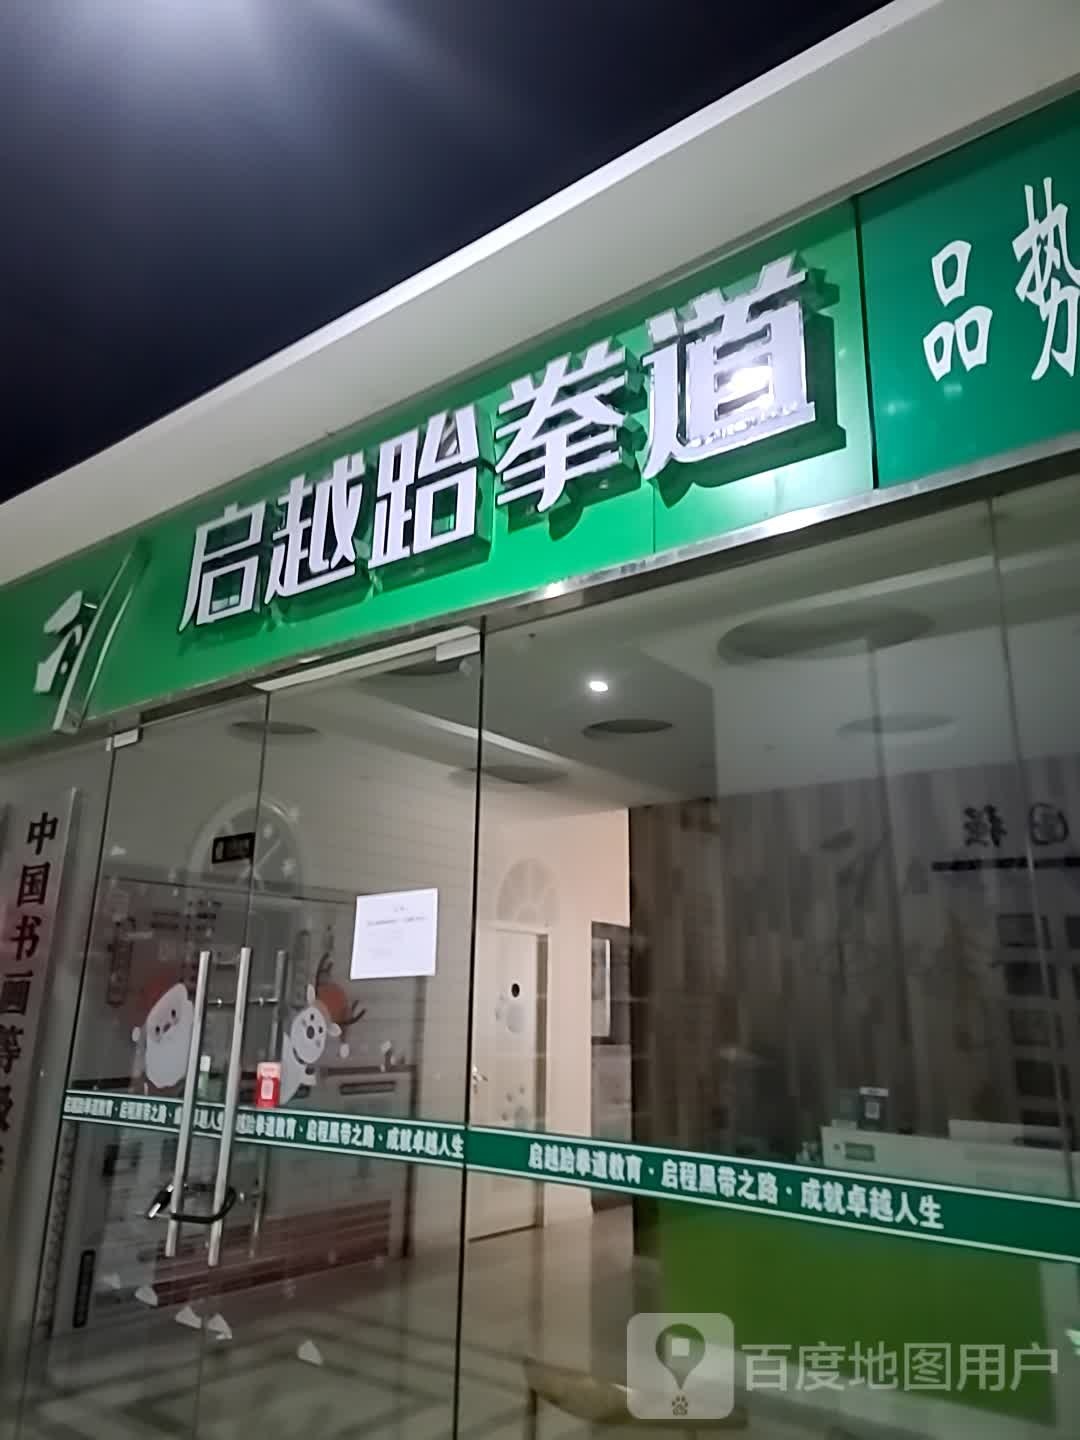 启越跆拳道
品势
中国书画等级
启越跆拳道教育·启程黑带之路·成就卓越人生
启越跆拳道教育·启程黑带之路·成就卓越人生
百度地图用户